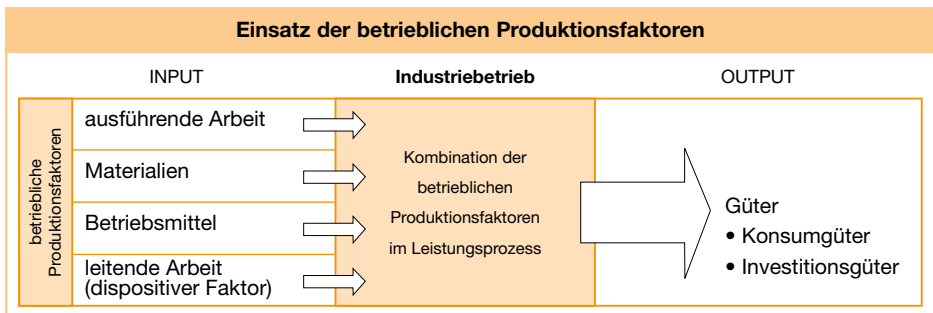 Einsatz der betrieblichen Produktionsfaktoren
INPUT
Industriebetrieb
OUTPUT
betriebliche
Produktionsfaktoren
ausführende Arbeit
Materialien
Betriebsmittel
leitende Arbeit
(dispositiver Faktor)
Kombination der
betrieblichen
Produktionsfaktoren
im Leistungsprozess
Güter
• Konsumgüter
• Investitionsgüter